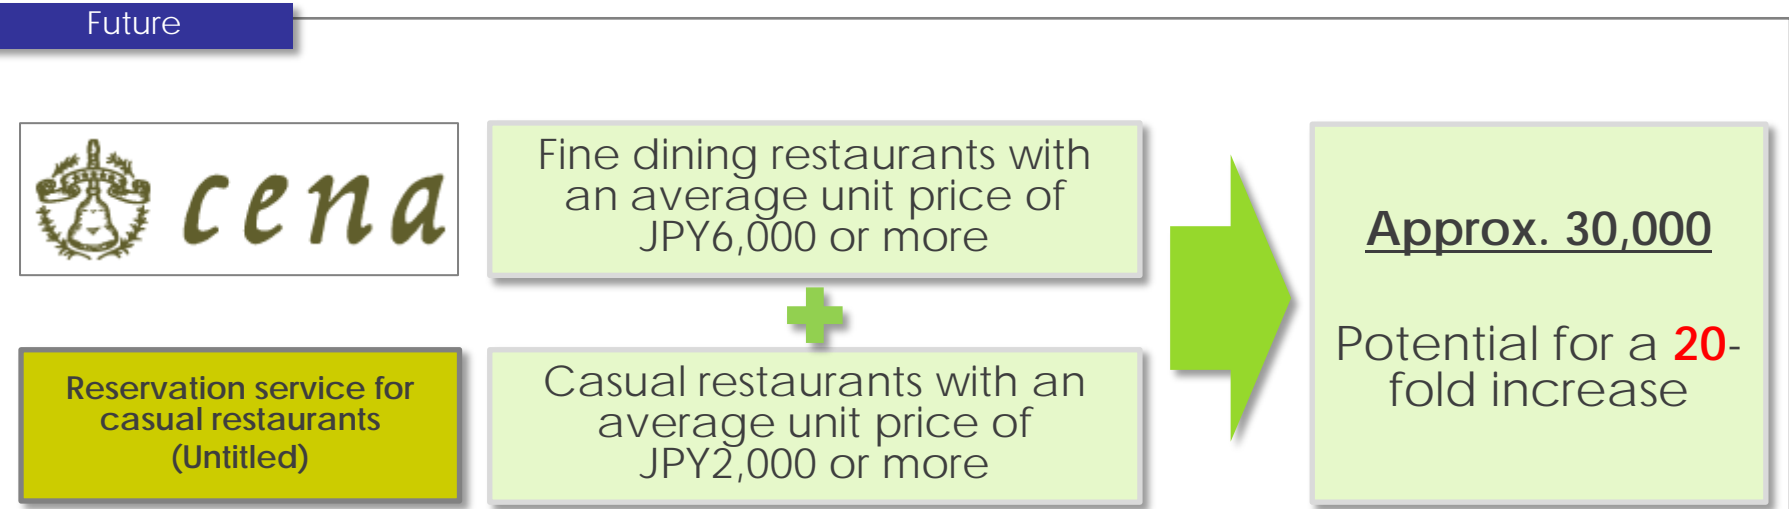 Future
cena
Fine dining restaurants with
an average unit price of
JPY6,000 or more
Reservation service for
casual restaurants
(Untitled)
Casual restaurants with an
average unit price of
JPY2,000 or more
Approx. 30,000
Potential for a 20-
fold increase